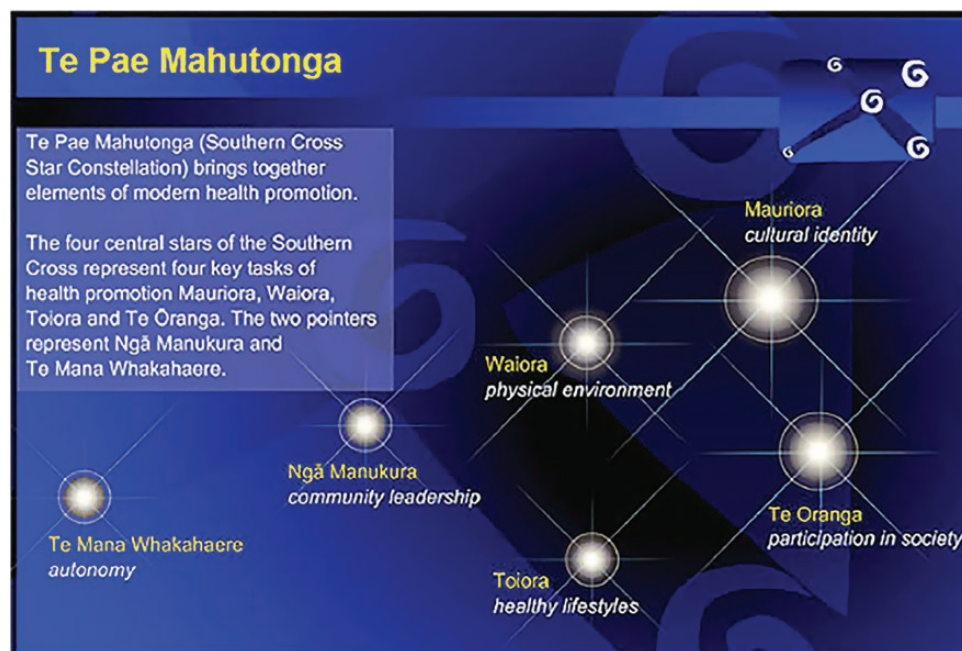 Te Pae Mahutonga
Te Pae Mahutonga (Southern Cross
Star Constellation) brings together
elements of modern health promotion.
The four central stars of the Southern
Cross represent four key tasks of
health promotion Mauriora, Waiora,
Toiora and Te Ōranga. The two pointers
represent Ngā Manukura and
Te Mana Whakahaere.
Mauriora
cultural identity
Waiora
physical environment
Ngā Manukura
community leadership
Te Oranga
participation in society
Te Mana Whakahaere
autonomy
Toiora
healthy lifestyles